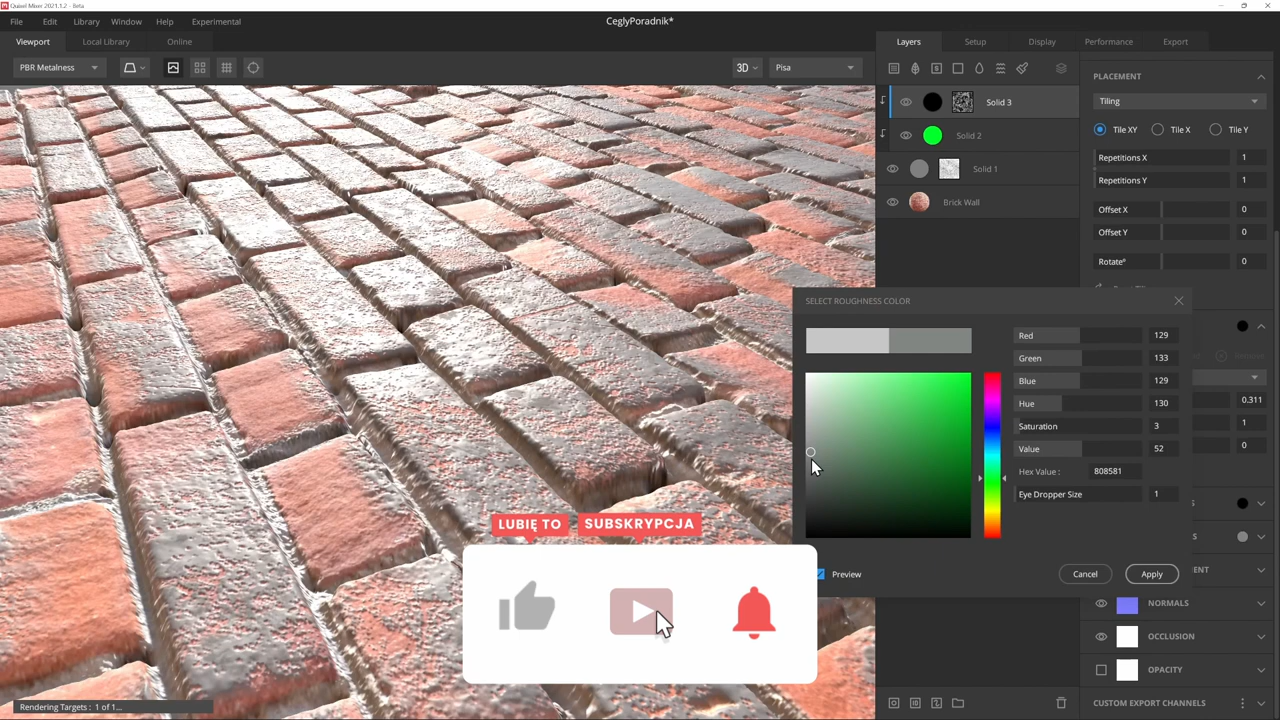 Quixel Mixer 2021.1.2 - Beta
File Edit Library Window Help Experimental
CeglyPoradnik*
Viewport Local Library Online
Layers Setup Display Performance Export
PBR Metalness
3D
Pisa
PLACEMENT
Tiling
Tile XY Tile X Tile Y
Repetitions X 1
Repetitions Y 1
Offset X 0
Offset Y 0
Rotate° 0
Solid 3
Solid 2
Solid 1
Brick Wall
SELECT ROUGHNESS COLOR
Red 129
Green 133
Blue 129
Hue 130
Saturation 3
Value 52
Hex Value : 808581
Eye Dropper Size 1
Preview
Cancel Apply
0.311
1
0
NORMALS
OCCLUSION
OPACITY
CUSTOM EXPORT CHANNELS
LUBIĘ TO SUBSKRYPCJA
Rendering Targets : 1 of 1...